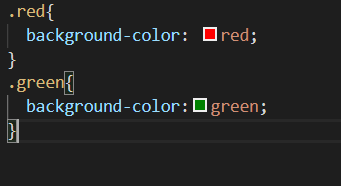 .red{
background-color: red;
}
.green{
background-color:green;
}